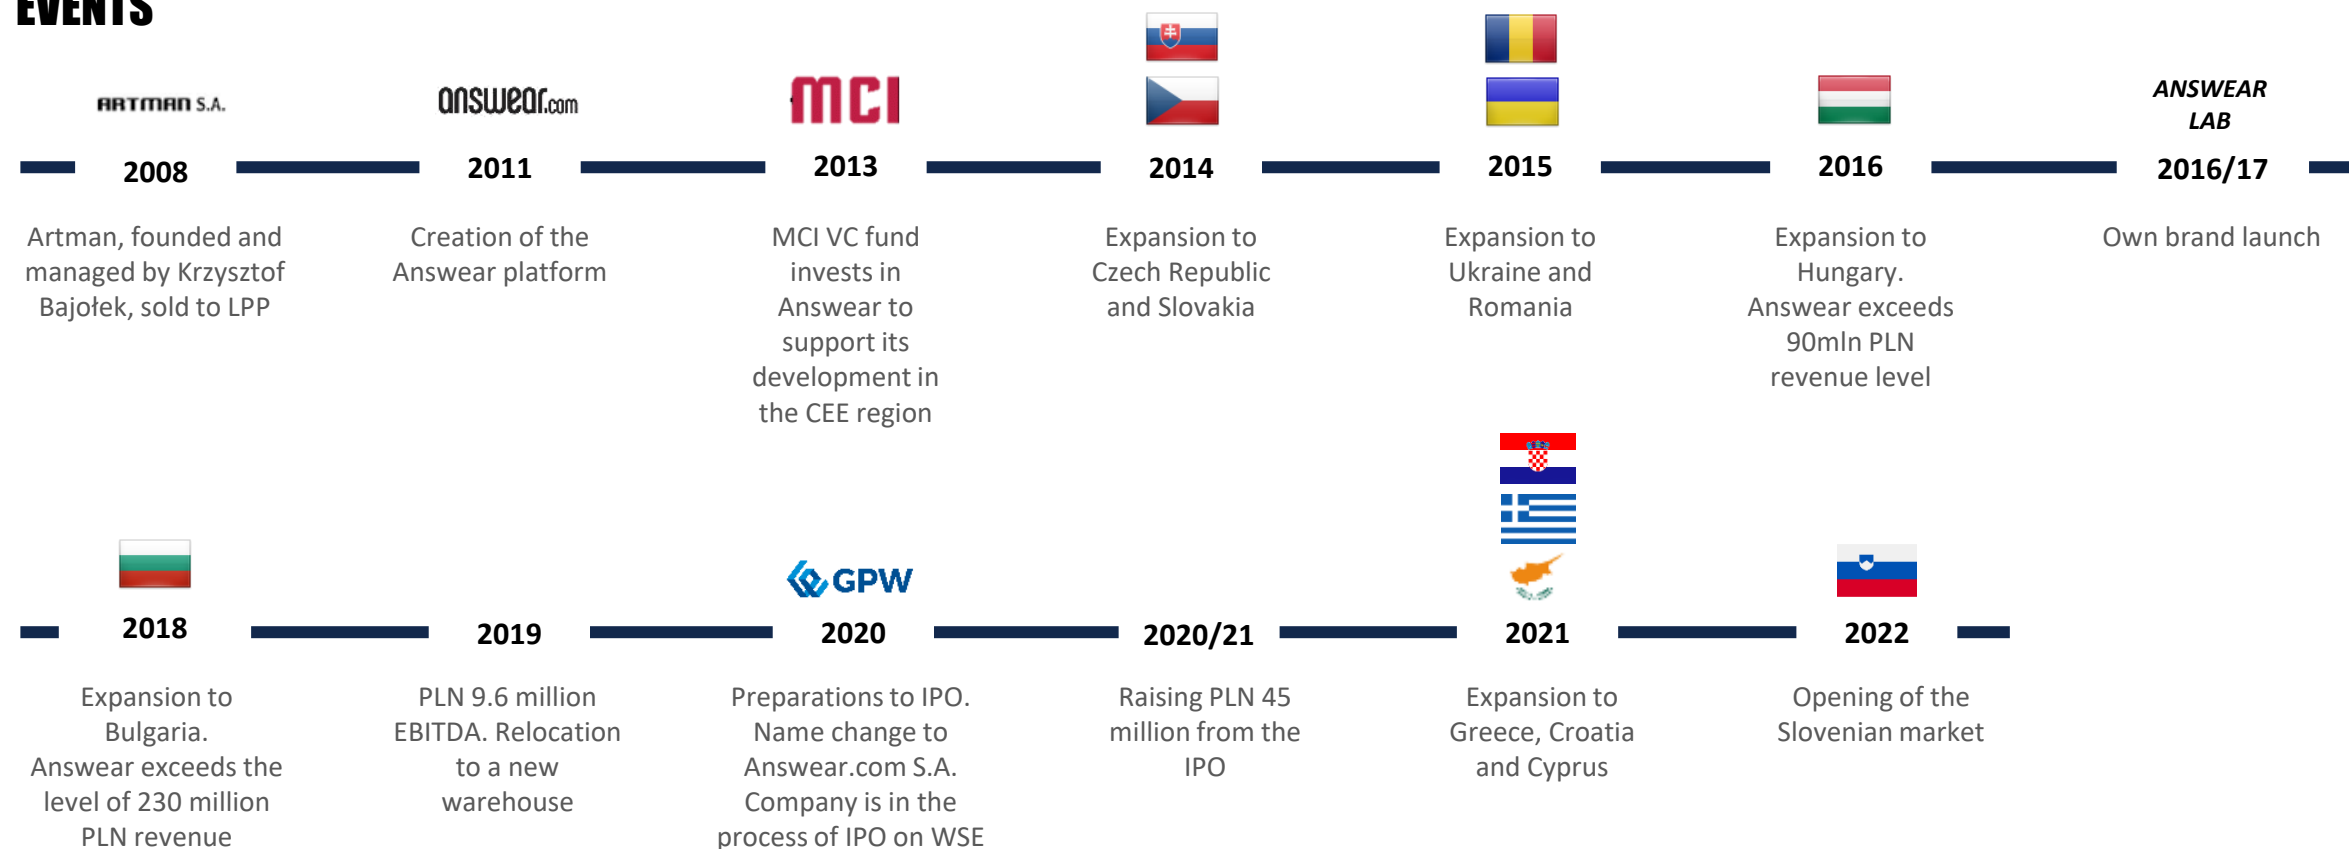 EVENTS
ARTMAN S.A.
answear.com
MCI
ANSWEAR
LAB
2008
2011
2013
2014
2015
2016
2016/17
Artman, founded and
managed by Krzysztof
Bajołek, sold to LPP
Creation of the
Answear platform
MCI VC fund
invests in
Answear to
support its
development in
the CEE region
Expansion to
Czech Republic
and Slovakia
Expansion to
Ukraine and
Romania
Expansion to
Hungary.
Answear exceeds
90mln PLN
revenue level
Own brand launch
GPW
2018
2019
2020
2020/21
2021
2022
Expansion to
Bulgaria.
Answear exceeds the
level of 230 million
PLN revenue
PLN 9.6 million
EBITDA. Relocation
to a new
warehouse
Preparations to IPO.
Name change to
Answear.com S.A.
Company is in the
process of IPO on WSE
Raising PLN 45
million from the
IPO
Expansion to
Greece, Croatia
and Cyprus
Opening of the
Slovenian market